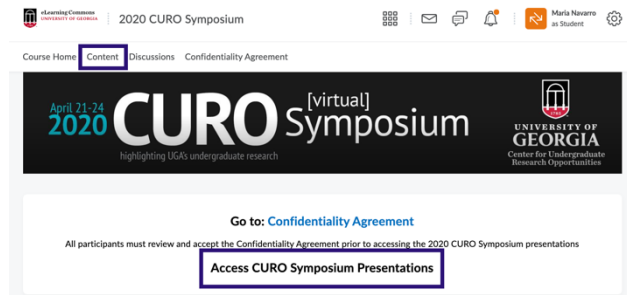 eLearning Commons
UNIVERSITY OF GEORGIA
2020 CURO Symposium
Maria Navarro
as Student
Course Home Content Discussions Confidentiality Agreement
April 21-24
2020 CURO [virtual] Symposium
highlighting UGA's undergraduate research
UNIVERSITY OF
GEORGIA
Center for Undergraduate
Research Opportunities
Go to: Confidentiality Agreement
All participants must review and accept the Confidentiality Agreement prior to accessing the 2020 CURO Symposium presentations
Access CURO Symposium Presentations